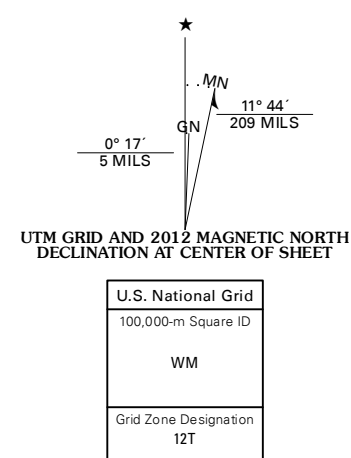 ★
MN
GN
11° 44´
209 MILS
0° 17´
5 MILS
UTM GRID AND 2012 MAGNETIC NORTH
DECLINATION AT CENTER OF SHEET
U.S. National Grid
100,000-m Square ID
WM
Grid Zone Designation
12T